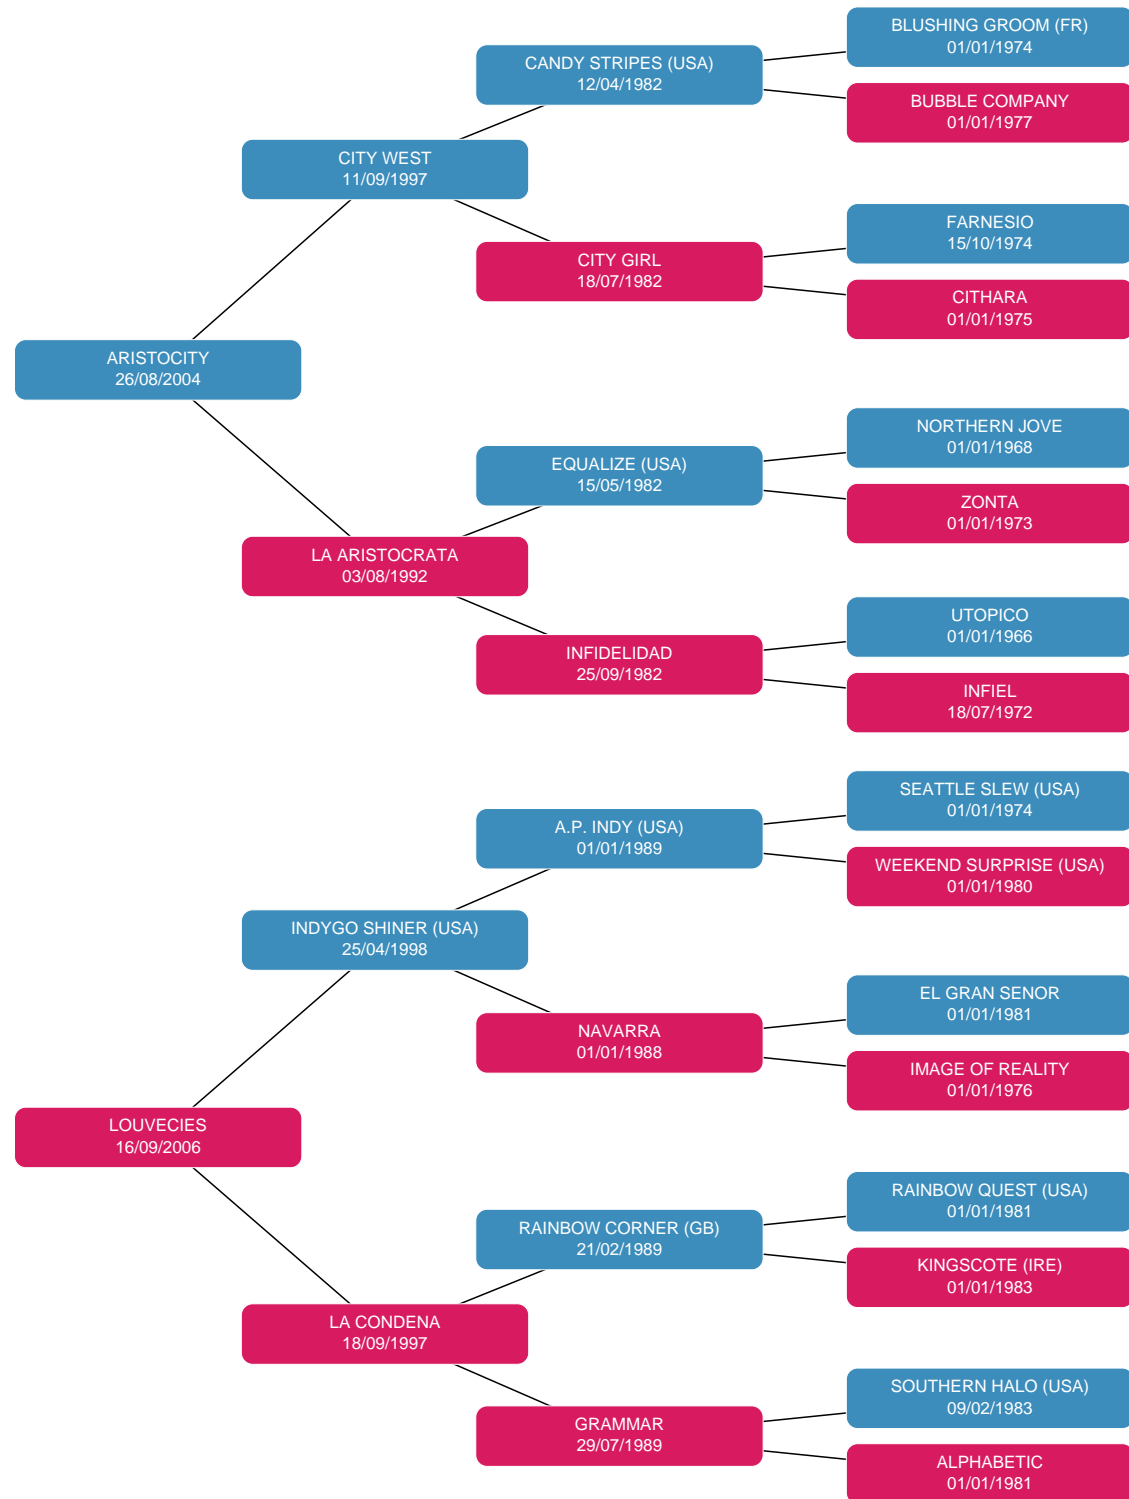 BLUSHING GROOM (FR)
01/01/1974
CANDY STRIPES (USA)
12/04/1982
BUBBLE COMPANY
01/01/1977
CITY WEST
11/09/1997
FARNESIO
15/10/1974
CITY GIRL
18/07/1982
CITHARA
01/01/1975
ARISTOCITY
26/08/2004
NORTHERN JOVE
01/01/1968
EQUALIZE (USA)
15/05/1982
ZONTA
01/01/1973
LA ARISTOCRATA
03/08/1992
UTOPICO
01/01/1966
INFIDELIDAD
25/09/1982
INFIEL
18/07/1972
SEATTLE SLEW (USA)
01/01/1974
A.P. INDY (USA)
01/01/1989
WEEKEND SURPRISE (USA)
01/01/1980
INDYGO SHINER (USA)
25/04/1998
EL GRAN SENOR
01/01/1981
NAVARRA
01/01/1988
IMAGE OF REALITY
01/01/1976
LOUVECIES
16/09/2006
RAINBOW QUEST (USA)
01/01/1981
RAINBOW CORNER (GB)
21/02/1989
KINGSCOTE (IRE)
01/01/1983
LA CONDENA
18/09/1997
SOUTHERN HALO (USA)
09/02/1983
GRAMMAR
29/07/1989
ALPHABETIC
01/01/1981